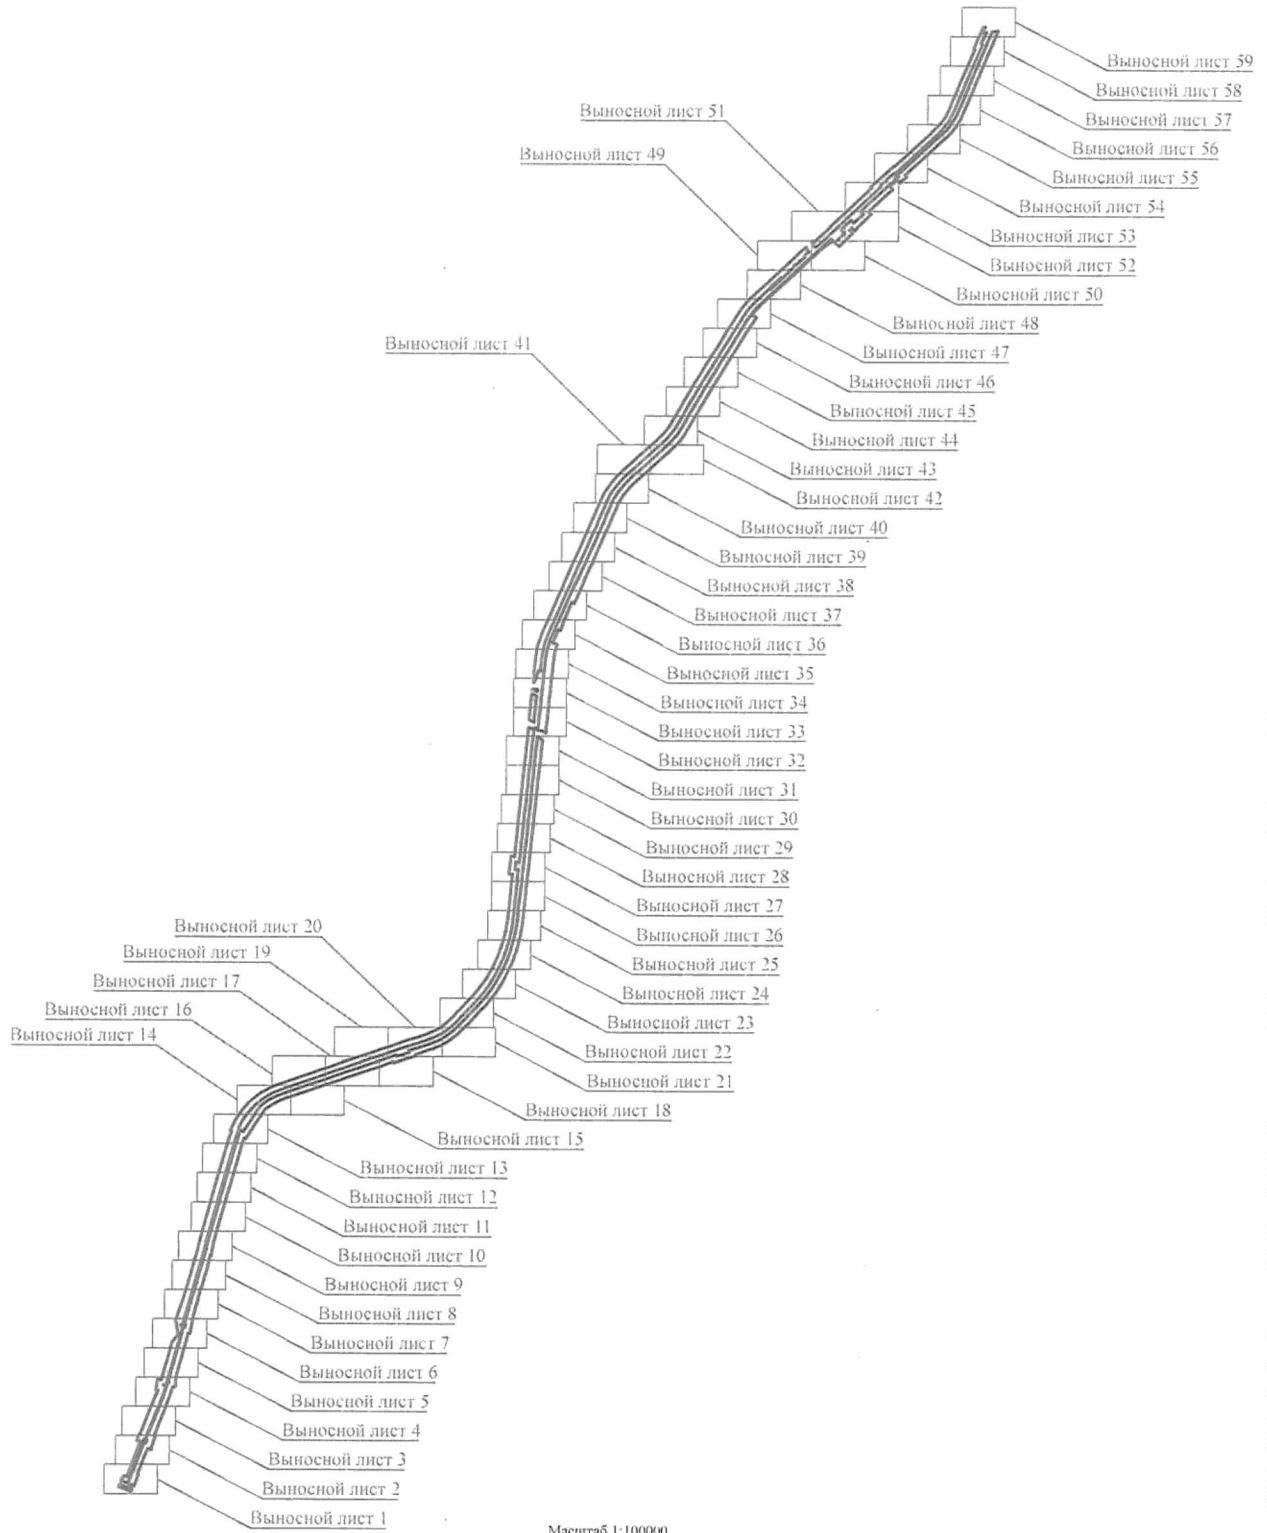 Выносной лист 59
Выносной лист 58
Выносной лист 51
Выносной лист 57
Выносной лист 56
Выносной лист 49
Выносной лист 55
Выносной лист 54
Выносной лист 53
Выносной лист 52
Выносной лист 50
Выносной лист 48
Выносной лист 41
Выносной лист 47
Выносной лист 46
Выносной лист 45
Выносной лист 44
Выносной лист 43
Выносной лист 42
Выносной лист 40
Выносной лист 39
Выносной лист 38
Выносной лист 37
Выносной лист 36
Выносной лист 35
Выносной лист 34
Выносной лист 33
Выносной лист 32
Выносной лист 31
Выносной лист 30
Выносной лист 29
Выносной лист 28
Выносной лист 27
Выносной лист 20
Выносной лист 26
Выносной лист 19
Выносной лист 25
Выносной лист 17
Выносной лист 24
Выносной лист 16
Выносной лист 23
Выносной лист 14
Выносной лист 22
Выносной лист 21
Выносной лист 18
Выносной лист 15
Выносной лист 13
Выносной лист 12
Выносной лист 11
Выносной лист 10
Выносной лист 9
Выносной лист 8
Выносной лист 7
Выносной лист 6
Выносной лист 5
Выносной лист 4
Выносной лист 3
Выносной лист 2
Выносной лист 1
Масштаб 1:100000